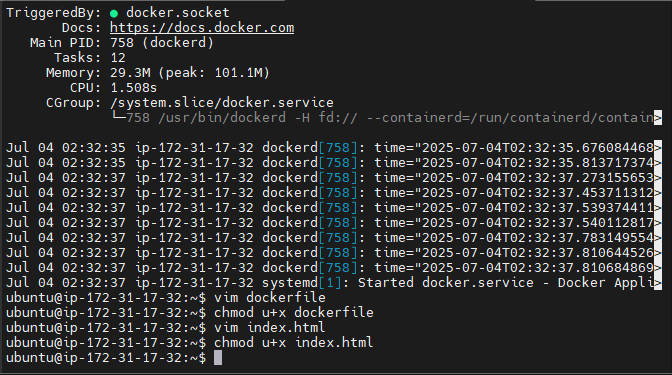 TriggeredBy: ● docker.socket
Docs: https://docs.docker.com
Main PID: 758 (dockerd)
Tasks: 12
Memory: 29.3M (peak: 101.1M)
CPU: 1.508s
CGroup: /system.slice/docker.service
└─758 /usr/bin/dockerd -H fd:// --containerd=/run/containerd/contain>
Jul 04 02:32:35 ip-172-31-17-32 dockerd[758]: time="2025-07-04T02:32:35.676084468>
Jul 04 02:32:35 ip-172-31-17-32 dockerd[758]: time="2025-07-04T02:32:35.813717374>
Jul 04 02:32:37 ip-172-31-17-32 dockerd[758]: time="2025-07-04T02:32:37.273155653>
Jul 04 02:32:37 ip-172-31-17-32 dockerd[758]: time="2025-07-04T02:32:37.453711312>
Jul 04 02:32:37 ip-172-31-17-32 dockerd[758]: time="2025-07-04T02:32:37.539374411>
Jul 04 02:32:37 ip-172-31-17-32 dockerd[758]: time="2025-07-04T02:32:37.540112817>
Jul 04 02:32:37 ip-172-31-17-32 dockerd[758]: time="2025-07-04T02:32:37.783149554>
Jul 04 02:32:37 ip-172-31-17-32 dockerd[758]: time="2025-07-04T02:32:37.810644526>
Jul 04 02:32:37 ip-172-31-17-32 dockerd[758]: time="2025-07-04T02:32:37.810684869>
Jul 04 02:32:37 ip-172-31-17-32 systemd[1]: Started docker.service - Docker Appli>
ubuntu@ip-172-31-17-32:~$ vim dockerfile
ubuntu@ip-172-31-17-32:~$ chmod u+x dockerfile
ubuntu@ip-172-31-17-32:~$ vim index.html
ubuntu@ip-172-31-17-32:~$ chmod u+x index.html
ubuntu@ip-172-31-17-32:~$